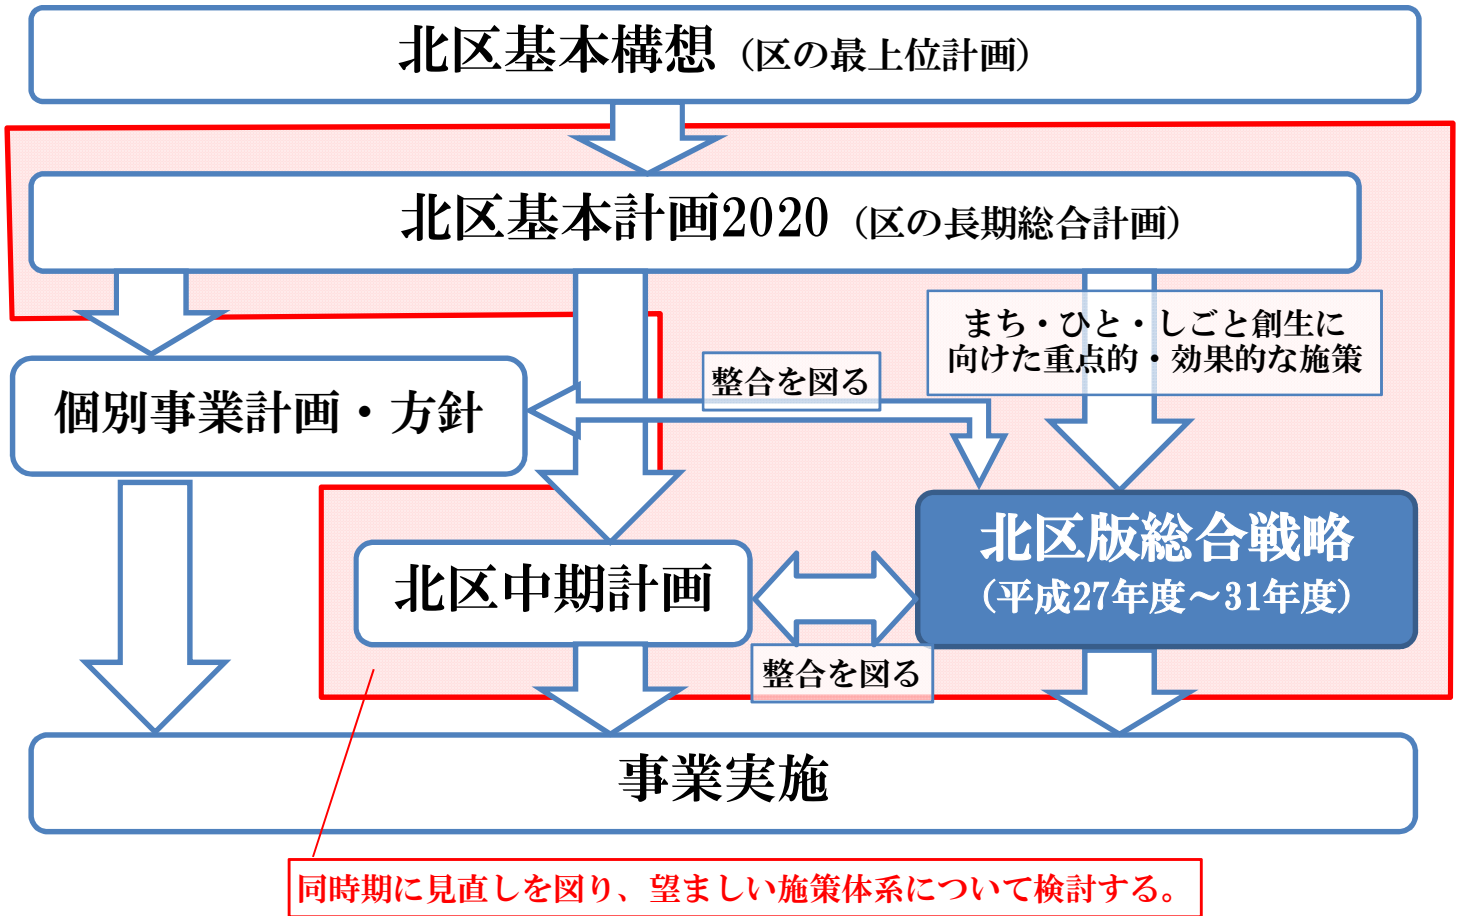 北区基本構想（区の最上位計画）
北区基本計画2020（区の長期総合計画）
まち・ひと・しごと創生に
向けた重点的・効果的な施策
整合を図る
個別事業計画・方針
北区版総合戦略
（平成27年度～31年度）
北区中期計画
整合を図る
事業実施
同時期に見直しを図り、望ましい施策体系について検討する。